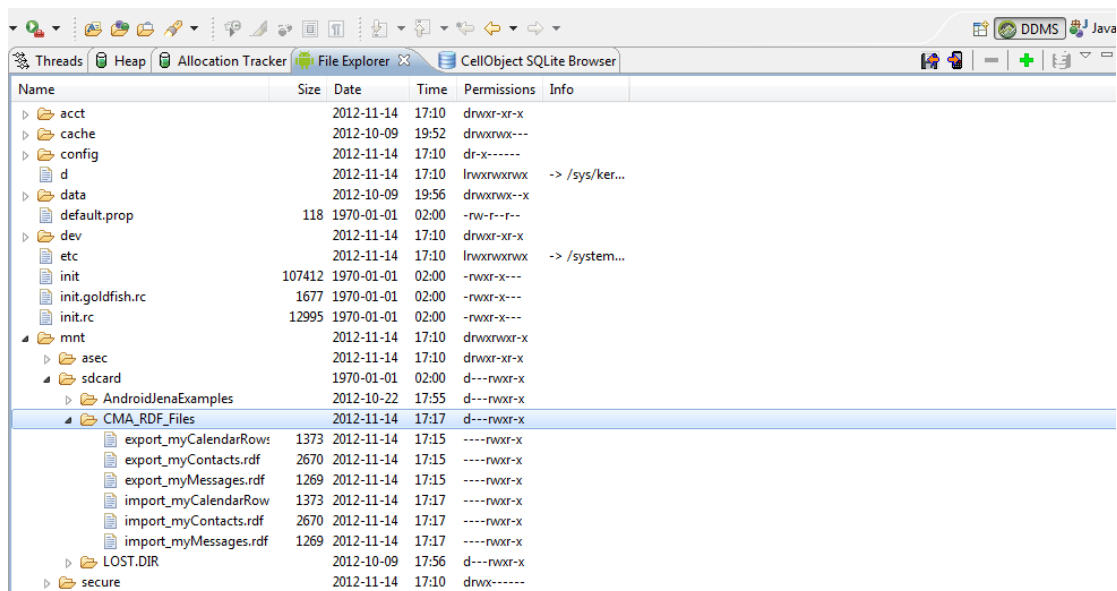 DDMS Java
Threads Heap Allocation Tracker File Explorer CellObject SQLite Browser
Name Size Date Time Permissions Info
acct 2012-11-14 17:10 drwxr-xr-x
cache 2012-10-09 19:52 drwxrwx---
config 2012-11-14 17:10 dr-x------
d 2012-11-14 17:10 lrwxrwxrwx -> /sys/ker...
data 2012-10-09 19:56 drwxrwx--x
default.prop 118 1970-01-01 02:00 -rw-r--r--
dev 2012-11-14 17:10 drwxr-xr-x
etc 2012-11-14 17:10 lrwxrwxrwx -> /system...
init 107412 1970-01-01 02:00 -rwxr-x---
init.goldfish.rc 1677 1970-01-01 02:00 -rwxr-x---
init.rc 12995 1970-01-01 02:00 -rwxr-x---
mnt 2012-11-14 17:10 drwxrwxr-x
asec 2012-11-14 17:10 drwxr-xr-x
sdcard 1970-01-01 02:00 d---rwxr-x
AndroidJenaExamples 2012-10-22 17:55 d---rwxr-x
CMA_RDF_Files 2012-11-14 17:17 d---rwxr-x
export_myCalendarRows 1373 2012-11-14 17:15 ----rwxr-x
export_myContacts.rdf 2670 2012-11-14 17:15 ----rwxr-x
export_myMessages.rdf 1269 2012-11-14 17:15 ----rwxr-x
import_myCalendarRow 1373 2012-11-14 17:17 ----rwxr-x
import_myContacts.rdf 2670 2012-11-14 17:17 ----rwxr-x
import_myMessages.rdf 1269 2012-11-14 17:17 ----rwxr-x
LOST.DIR 2012-10-09 17:56 d---rwxr-x
secure 2012-11-14 17:10 drwx------